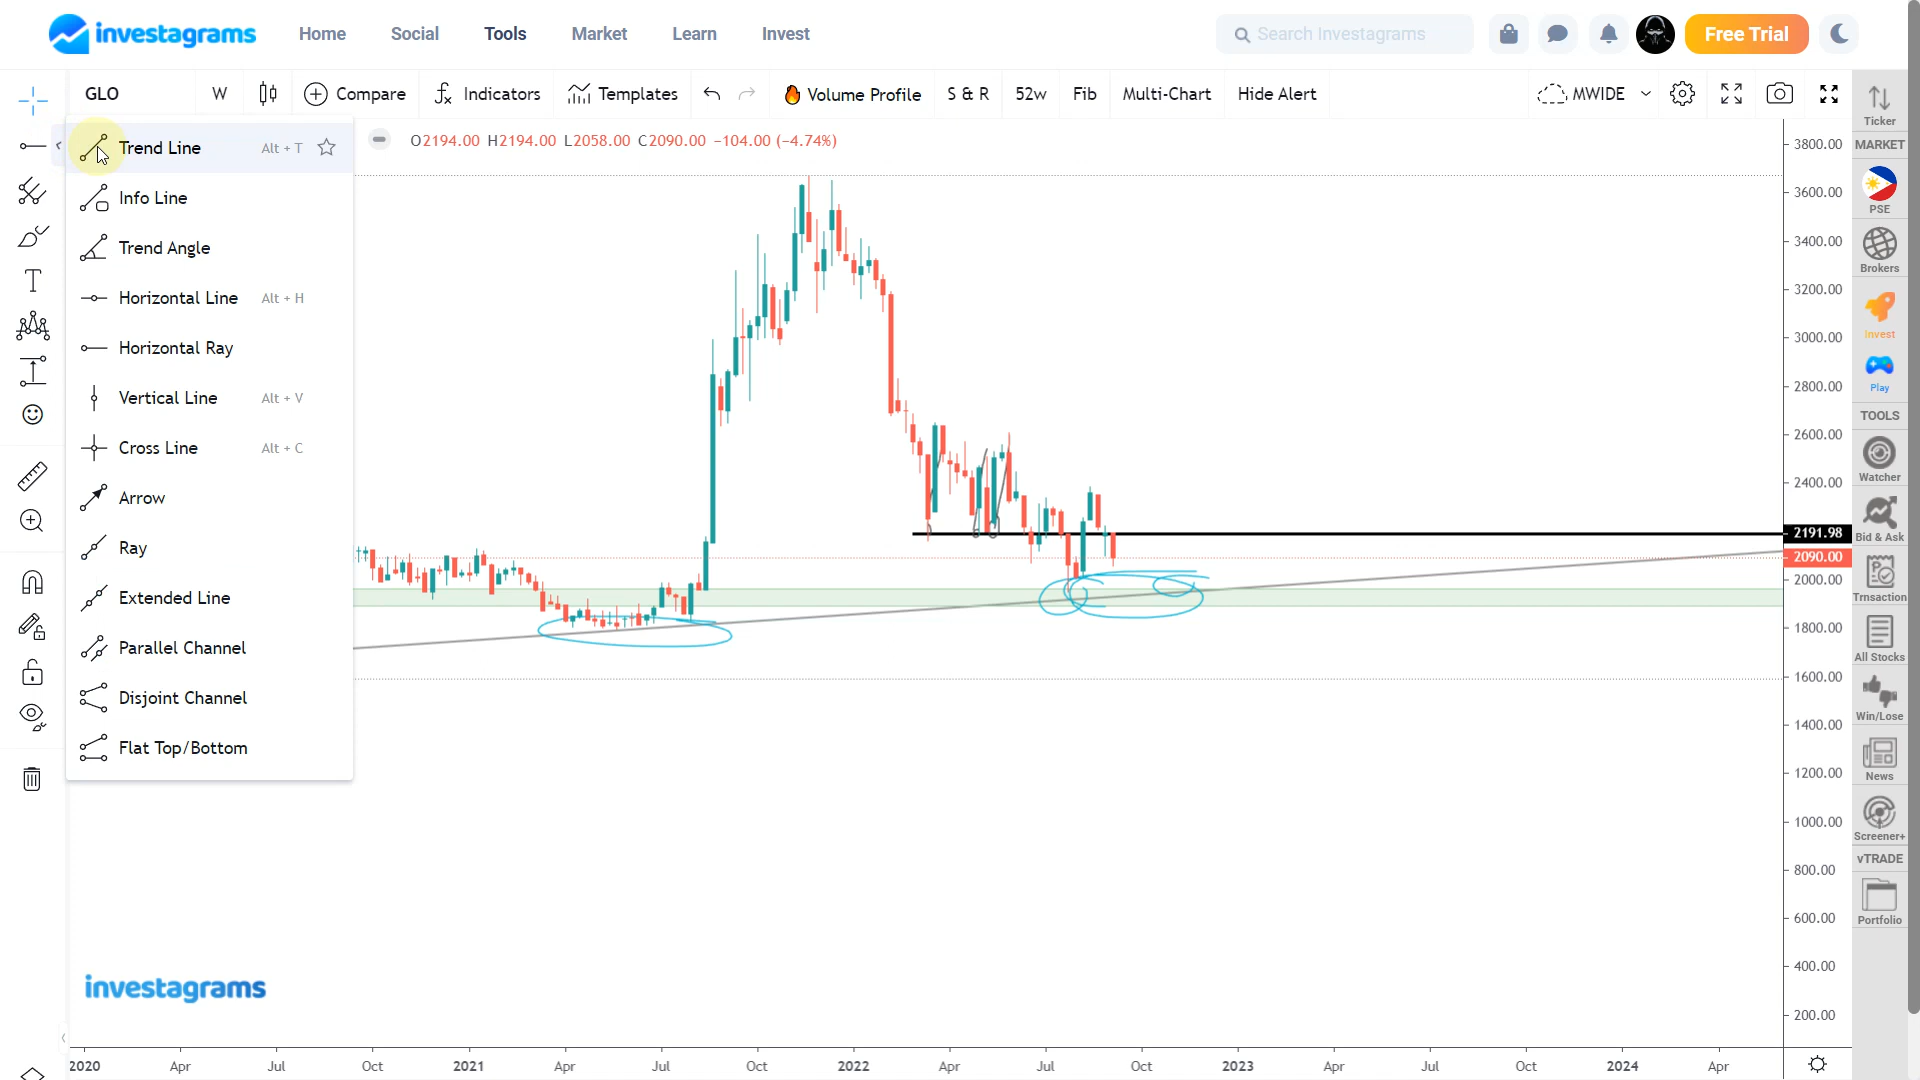 investagrams Home Social Tools Market Learn Invest Search Investagrams Free Trial
GLO W Compare Indicators Templates Volume Profile S & R 52w Fib Multi-Chart Hide Alert MWIDE
O2194.00 H2194.00 L2058.00 C2090.00 −104.00 (−4.74%)
Trend Line Alt + T
Info Line
Trend Angle
Horizontal Line Alt + H
Horizontal Ray
Vertical Line Alt + V
Cross Line Alt + C
Arrow
Ray
Extended Line
Parallel Channel
Disjoint Channel
Flat Top/Bottom
3800.00
3600.00
3400.00
3200.00
3000.00
2800.00
2600.00
2400.00
2191.98
2090.00
2000.00
1800.00
1600.00
1400.00
1200.00
1000.00
800.00
600.00
400.00
200.00
Ticker
MARKET
PSE
Brokers
Invest
Play
TOOLS
Watcher
Bid & Ask
Trnsaction
All Stocks
Win/Lose
News
Screener+
vTRADE
Portfolio
investagrams
2020 Apr Jul Oct 2021 Apr Jul Oct 2022 Apr Jul Oct 2023 Apr Jul Oct 2024 Apr